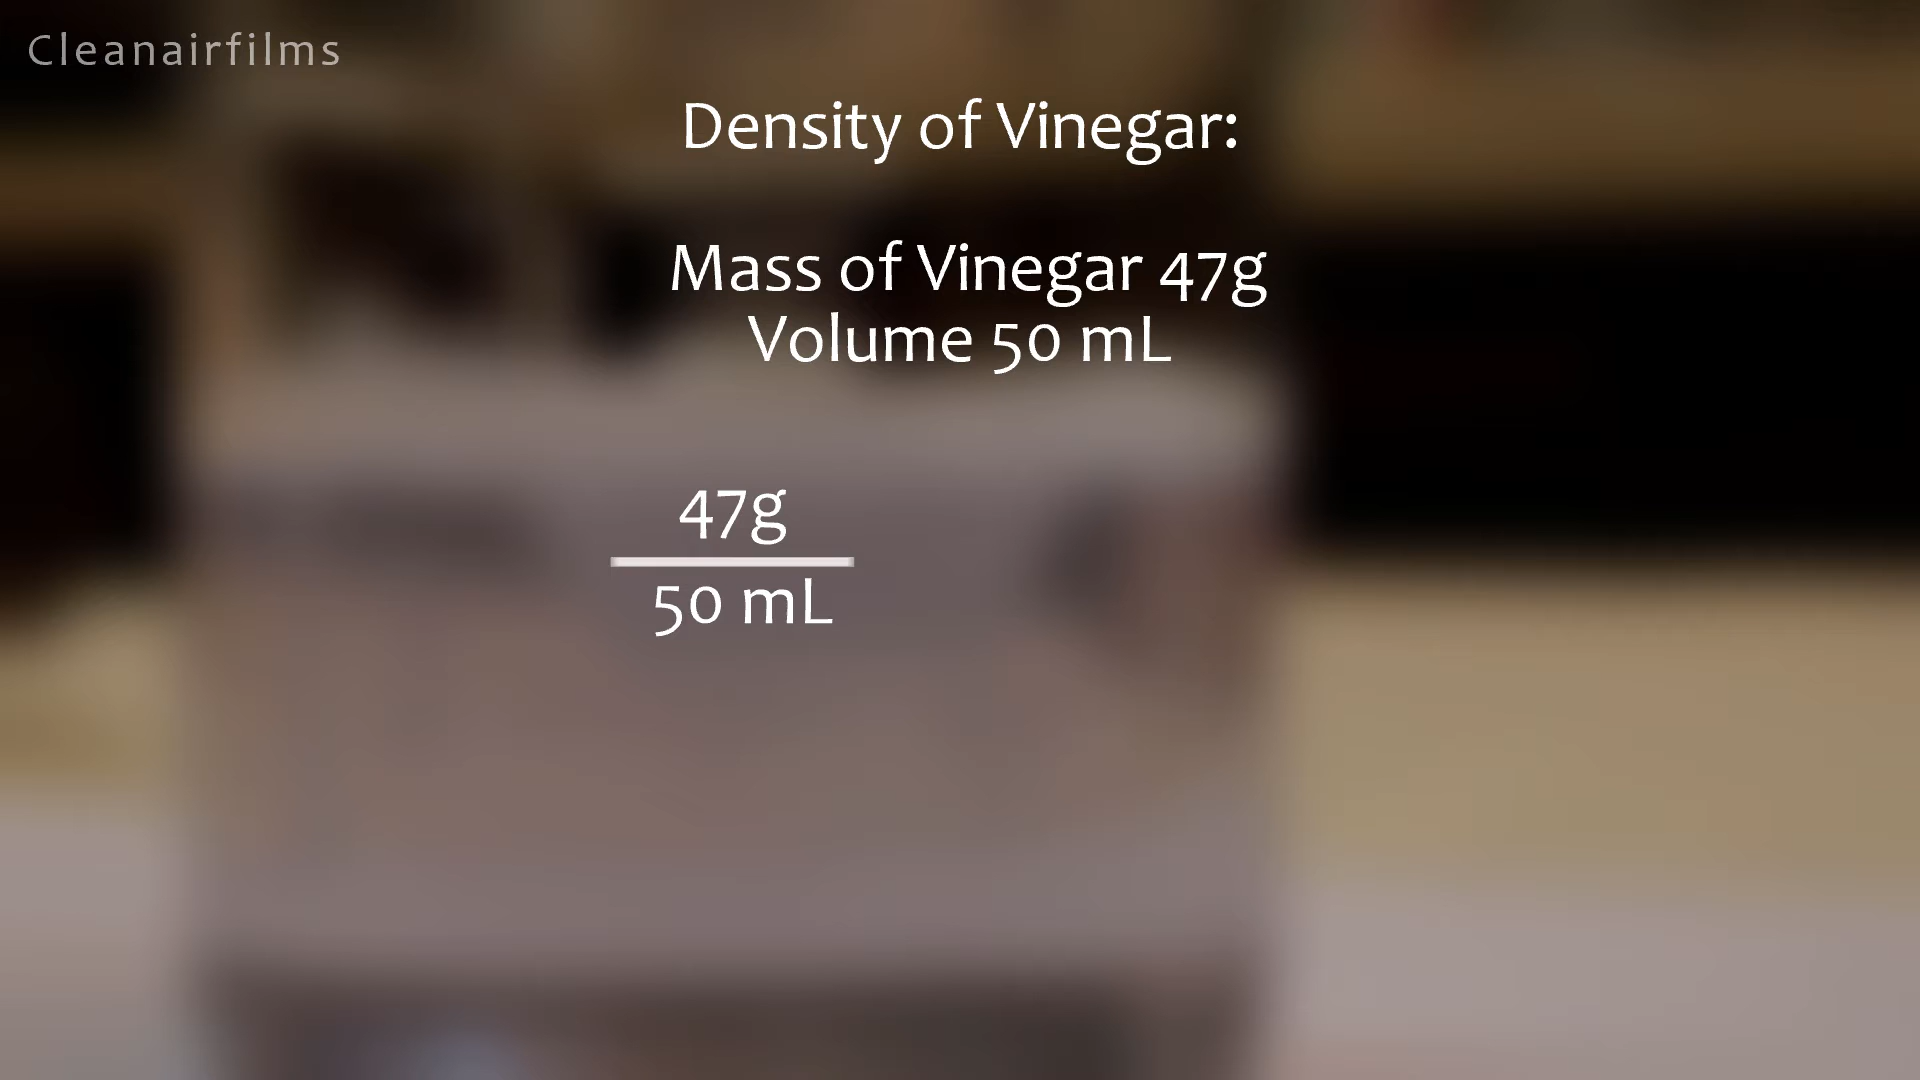 Cleanairfilms
Density of Vinegar:
Mass of Vinegar 47g
Volume 50 mL
47g
50 mL